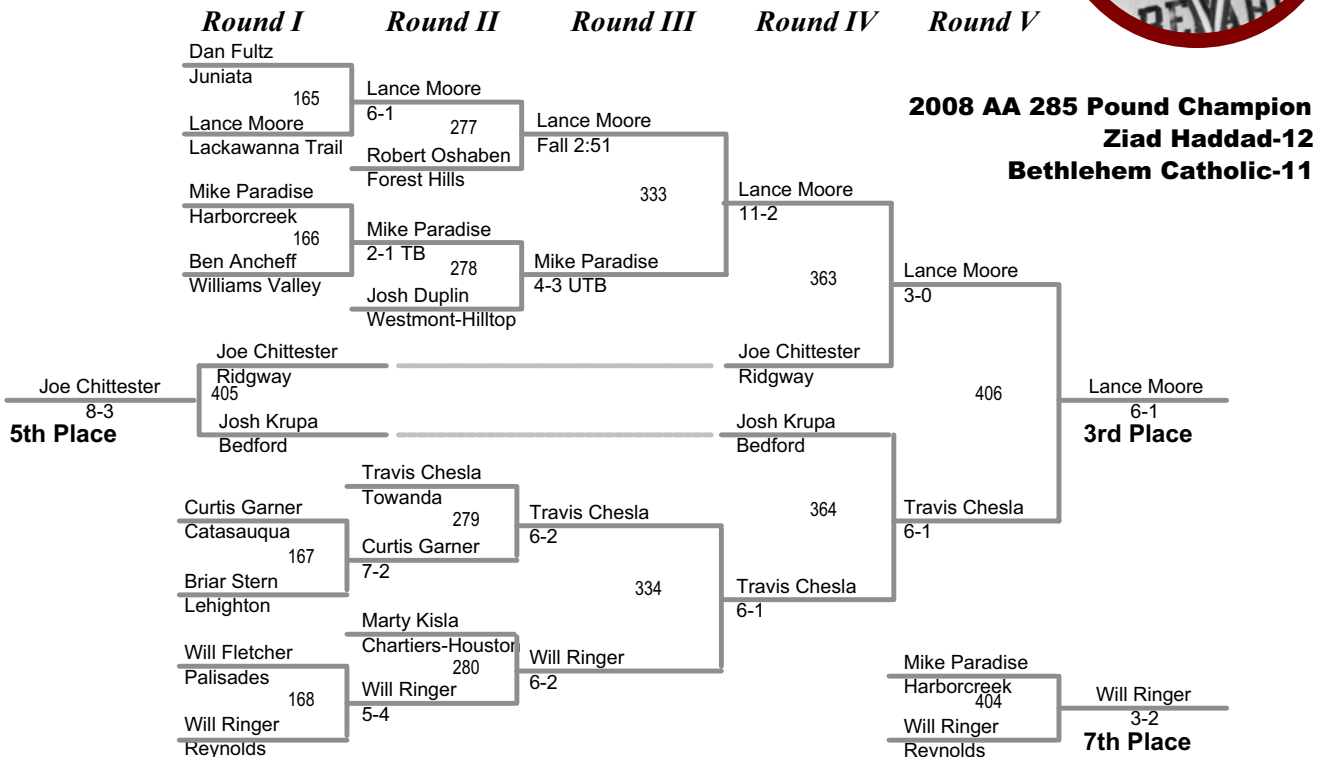 Round I Round II Round III Round IV Round V
2008 AA 285 Pound Champion
Ziad Haddad-12
Bethlehem Catholic-11
Dan Fultz
Juniata
165
Lance Moore
Lackawanna Trail
Mike Paradise
Harborcreek
166
Ben Ancheff
Williams Valley
Lance Moore
6-1
277
Robert Oshaben
Forest Hills
Mike Paradise
2-1 TB
278
Josh Duplin
Westmont-Hilltop
Lance Moore
Fall 2:51
333
Mike Paradise
4-3 UTB
Lance Moore
11-2
363
Joe Chittester
Ridgway
Lance Moore
3-0
Joe Chittester
8-3
5th Place
Joe Chittester
Ridgway
405
Josh Krupa
Bedford
Josh Krupa
Bedford
406
Lance Moore
6-1
3rd Place
Curtis Garner
Catasauqua
167
Briar Stern
Lehighton
Will Fletcher
Palisades
168
Will Ringer
Reynolds
Travis Chesla
Towanda
279
Curtis Garner
7-2
Marty Kisla
Chartiers-Houston
280
Will Ringer
5-4
Travis Chesla
6-2
334
Will Ringer
6-2
364
Travis Chesla
6-1
Travis Chesla
6-1
Mike Paradise
Harborcreek
404
Will Ringer
Reynolds
Will Ringer
3-2
7th Place